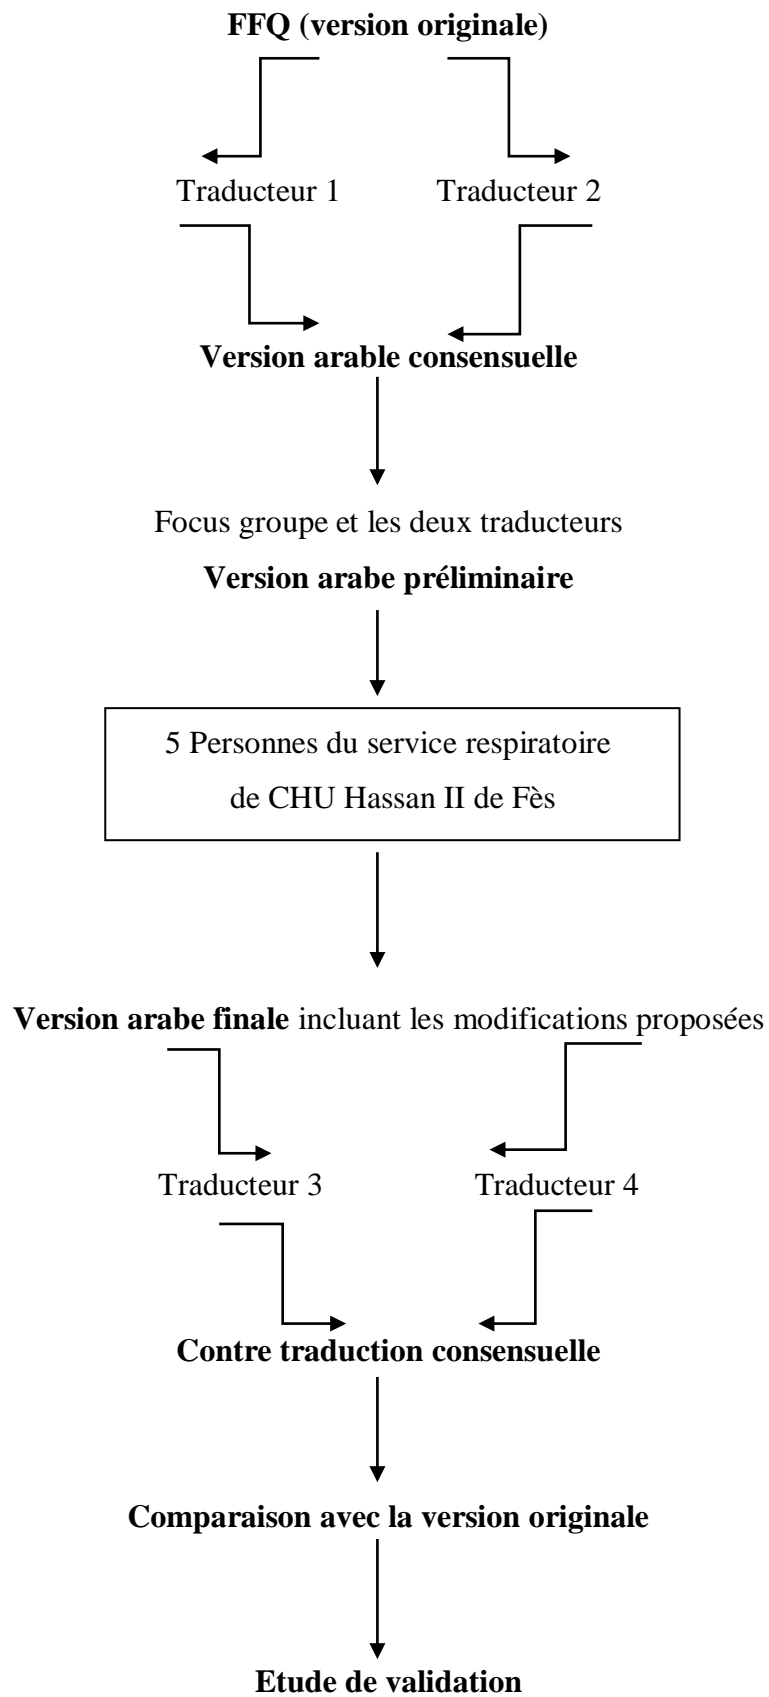 FFQ (version originale)
Traducteur 1 Traducteur 2
Version arable consensuelle
Focus groupe et les deux traducteurs
Version arabe préliminaire
5 Personnes du service respiratoire
de CHU Hassan II de Fès
Version arabe finale incluant les modifications proposées
Traducteur 3 Traducteur 4
Contre traduction consensuelle
Comparaison avec la version originale
Etude de validation